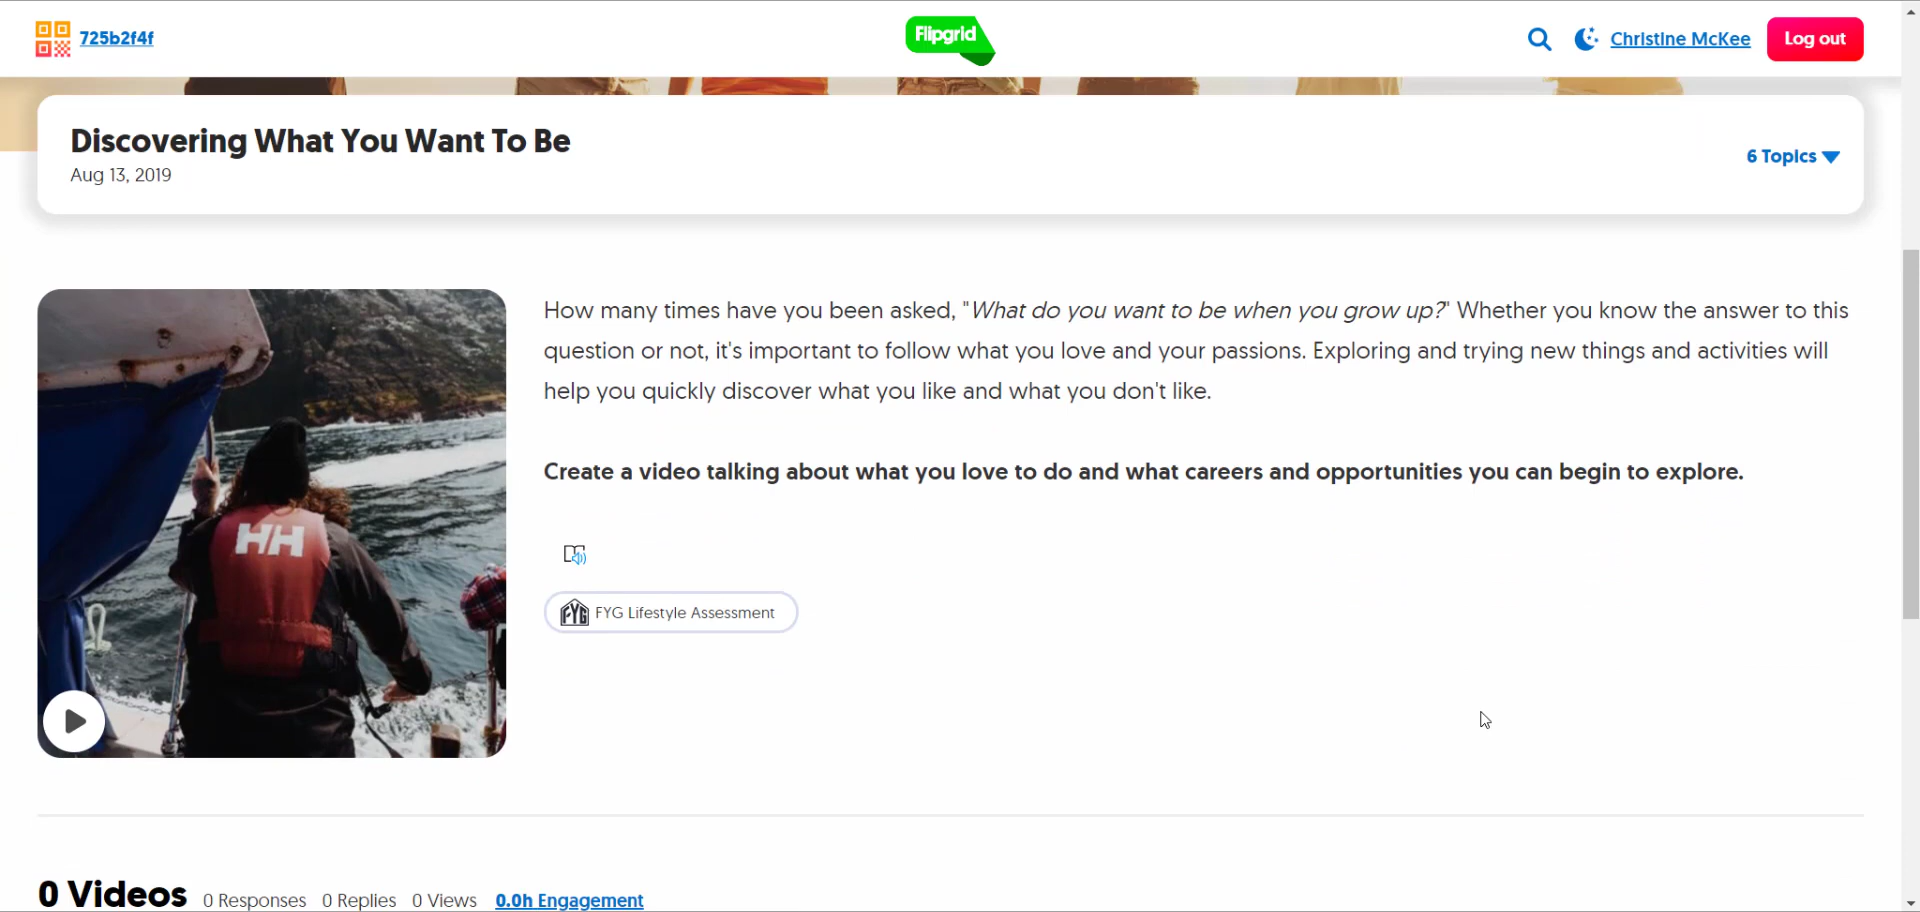 725b2f4f
Flipgrid
Christine McKee
Log out
Discovering What You Want To Be
Aug 13, 2019
6 Topics
How many times have you been asked, "What do you want to be when you grow up?" Whether you know the answer to this
question or not, it's important to follow what you love and your passions. Exploring and trying new things and activities will
help you quickly discover what you like and what you don't like.
Create a video talking about what you love to do and what careers and opportunities you can begin to explore.
HH
FYG FYG Lifestyle Assessment
0 Videos 0 Responses 0 Replies 0 Views 0.0h Engagement